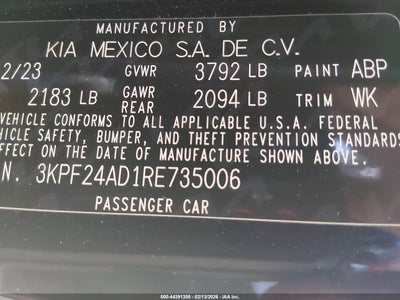 MANUFACTURED BY
KIA MEXICO S.A. DE C.V.
2/23 GVWR 3792 LB PAINT ABP
2183 LB GAWR REAR 2094 LB TRIM WK
VEHICLE CONFORMS TO ALL APPLICABLE U.S.A. FEDERAL
HICLE SAFETY, BUMPER, AND THEFT PREVENTION STANDARDS
EFFECT ON THE DATE OF MANUFACTURE SHOWN ABOVE.
N. 3KPF24AD1RE735006
PASSENGER CAR
000-44391300 - 02/13/2026 - IAA Inc.